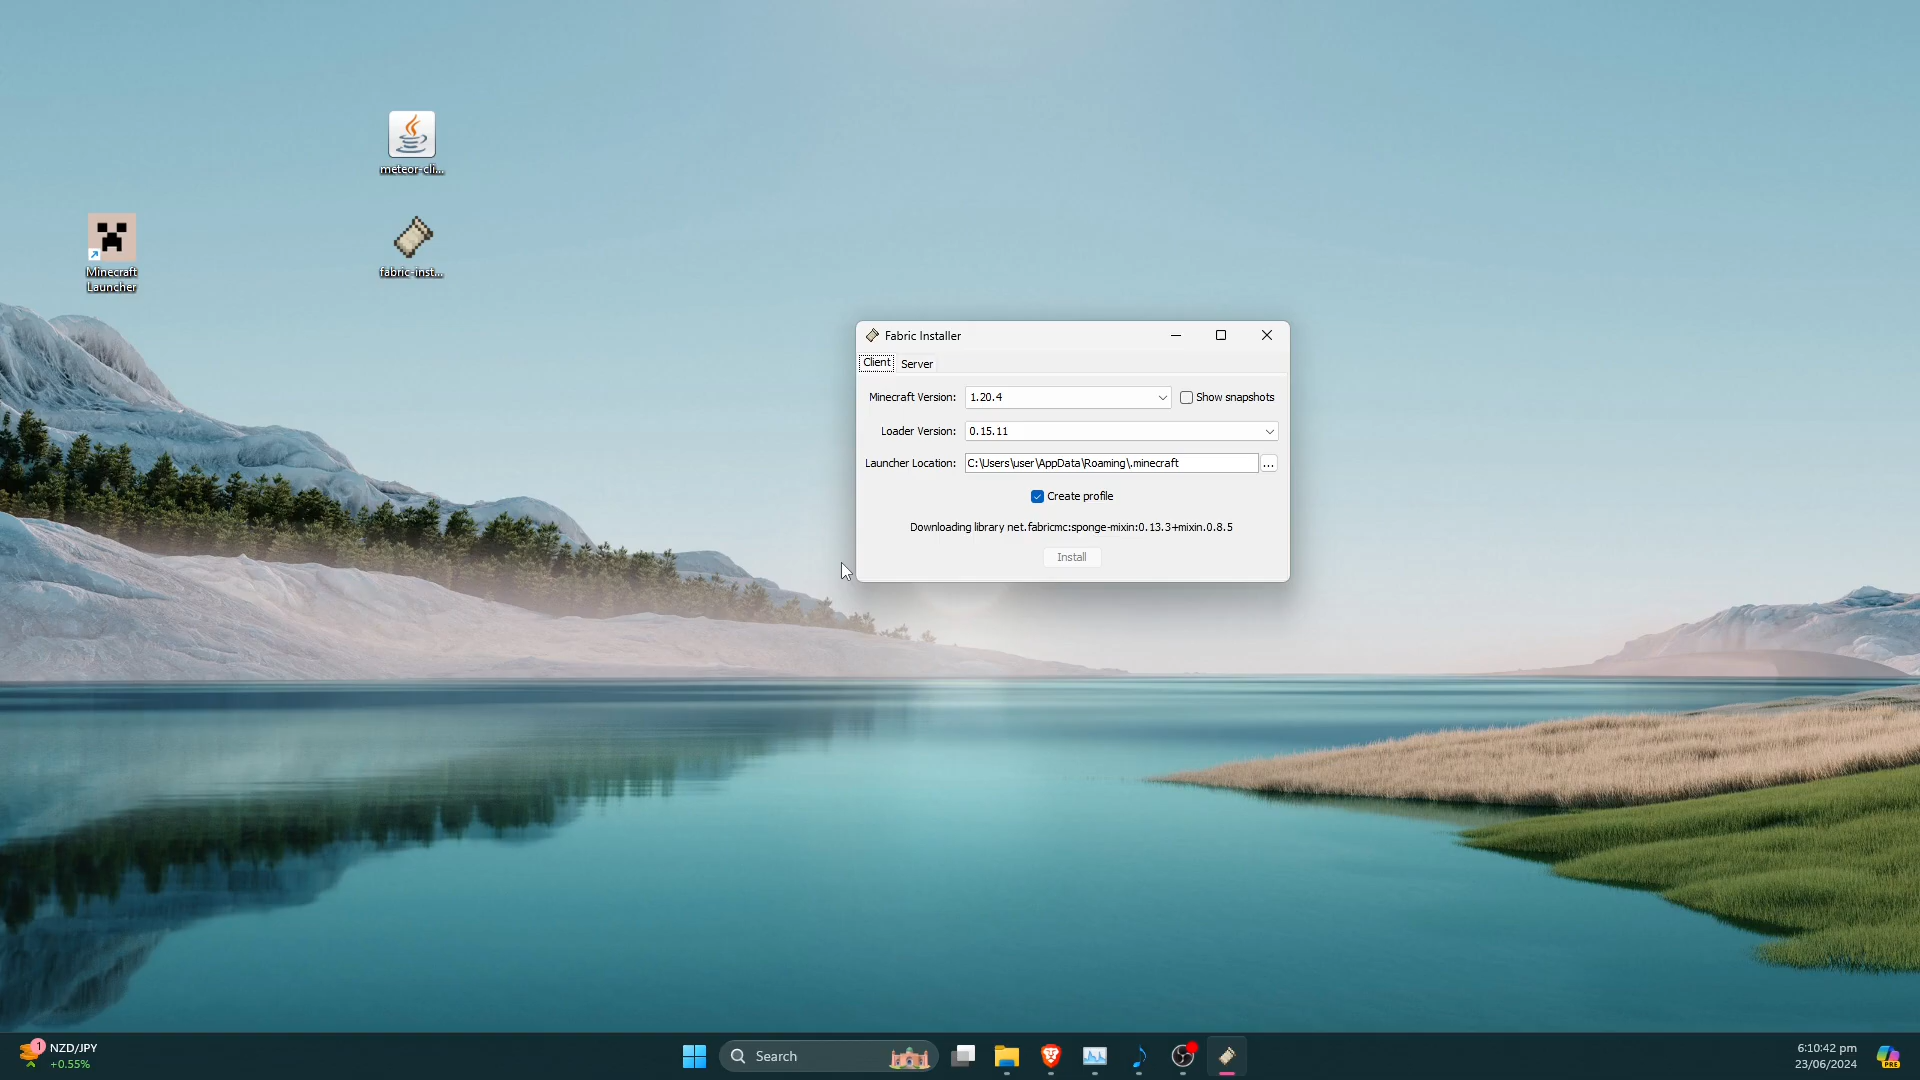 meteor-cli...
fabric-inst...
Minecraft
Launcher
Fabric Installer
Client
Server
Minecraft Version:
1.20.4
Show snapshots
Loader Version:
0.15.11
Launcher Location:
C:\Users\user\AppData\Roaming\.minecraft
...
Create profile
Downloading library net.fabricmc:sponge-mixin:0.13.3+mixin.0.8.5
Install
1
NZD/JPY
+0.55%
Search
6:10:42 pm
23/06/2024
PRE